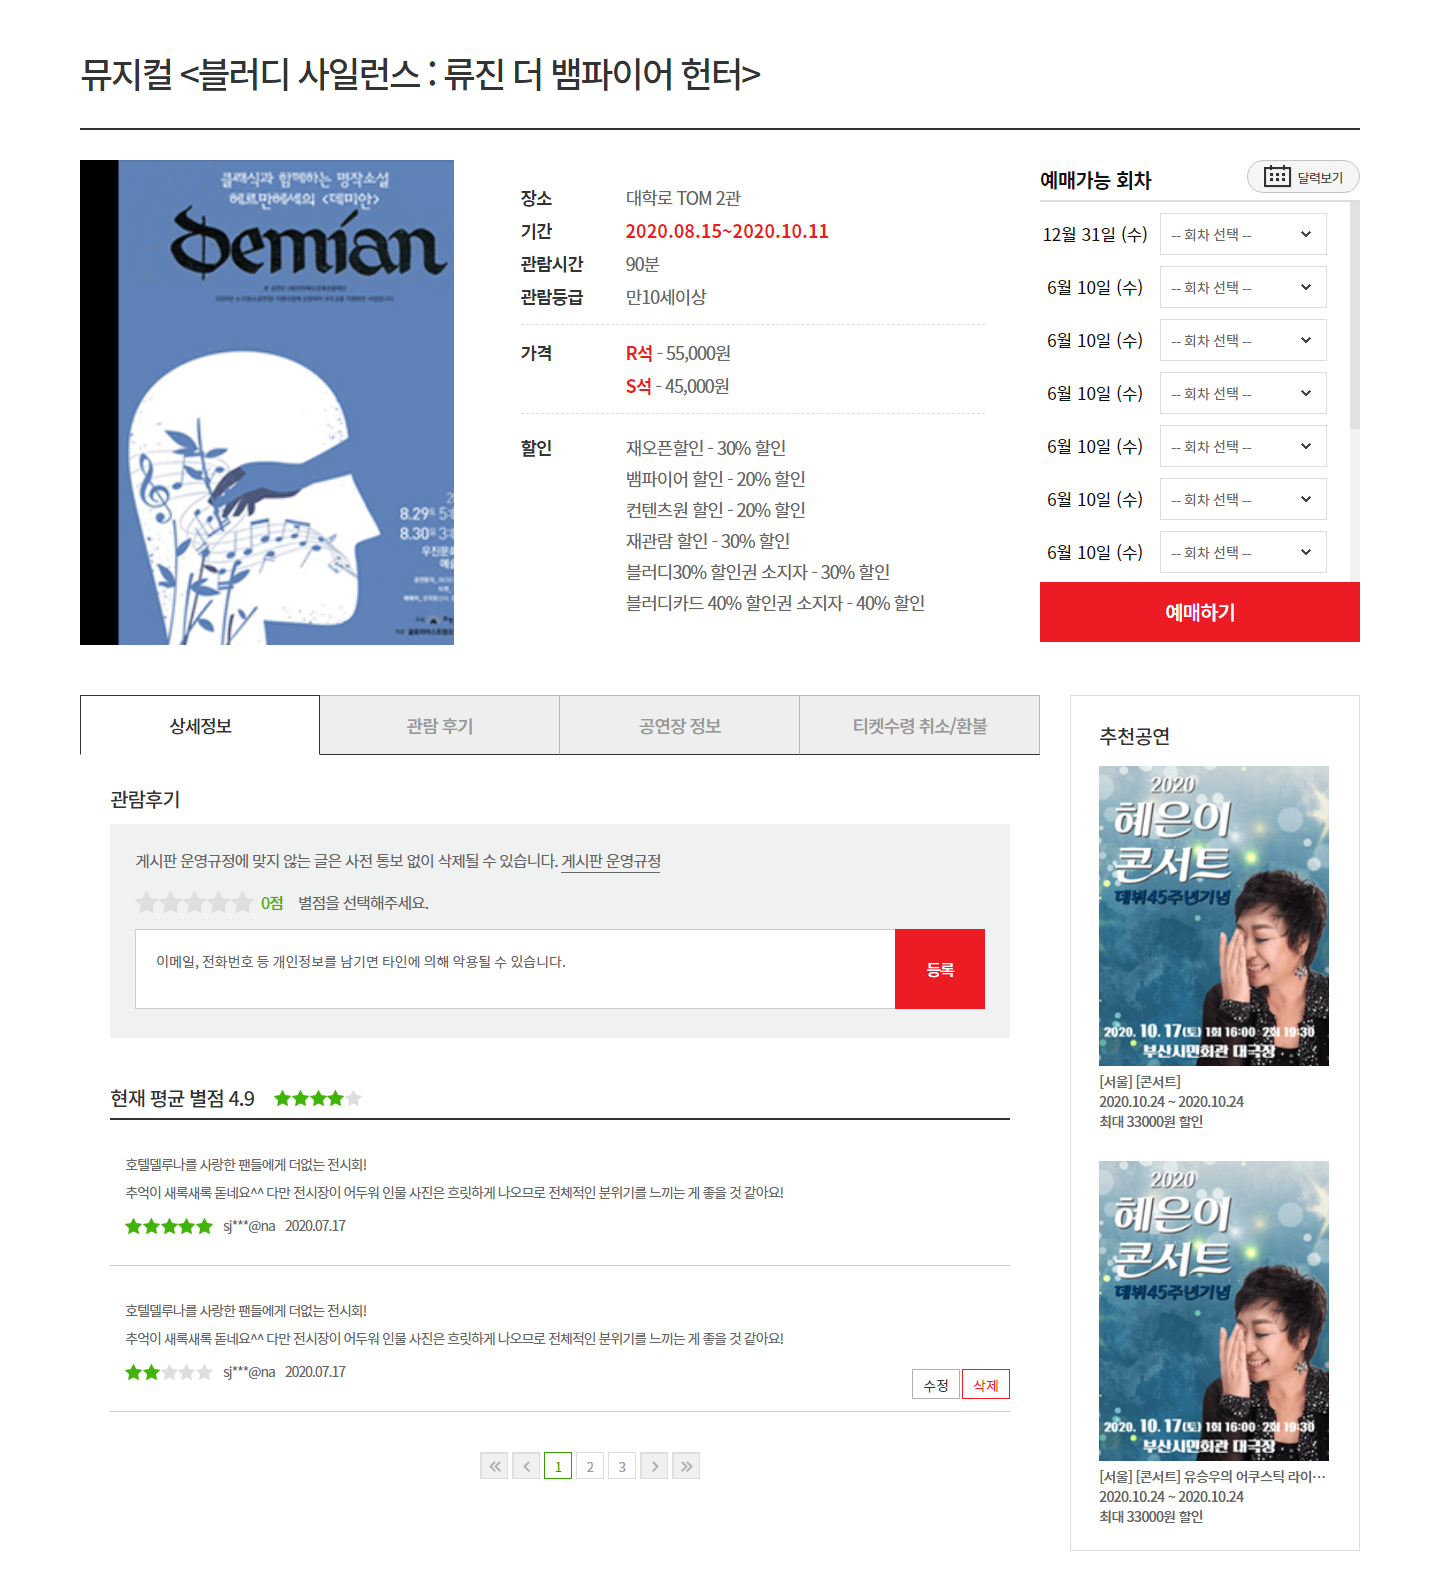 뮤지컬 <블러디 사일런스 : 류진 더 뱀파이어 헌터>
클래식과 함께하는 명작소설
헤르만헤세의 <데미안>
Demian
8.29
8.30
우진문화
예술
장소 대학로 TOM 2관
기간 2020.08.15~2020.10.11
관람시간 90분
관람등급 만10세이상
가격 R석 - 55,000원
S석 - 45,000원
할인 재오픈할인 - 30% 할인
뱀파이어 할인 - 20% 할인
컨텐츠원 할인 - 20% 할인
재관람 할인 - 30% 할인
블러디30% 할인권 소지자 - 30% 할인
블러디카드 40% 할인권 소지자 - 40% 할인
예매가능 회차 달력보기
12월 31일 (수) -- 회차 선택 --
6월 10일 (수) -- 회차 선택 --
6월 10일 (수) -- 회차 선택 --
6월 10일 (수) -- 회차 선택 --
6월 10일 (수) -- 회차 선택 --
6월 10일 (수) -- 회차 선택 --
6월 10일 (수) -- 회차 선택 --
예매하기
상세정보 관람 후기 공연장 정보 티켓수령 취소/환불
관람후기
게시판 운영규정에 맞지 않는 글은 사전 통보 없이 삭제될 수 있습니다. 게시판 운영규정
0점 별점을 선택해주세요.
이메일, 전화번호 등 개인정보를 남기면 타인에 의해 악용될 수 있습니다.
등록
현재 평균 별점 4.9
호텔델루나를 사랑한 팬들에게 더없는 전시회!
추억이 새록새록 돋네요^^ 다만 전시장이 어두워 인물 사진은 흐릿하게 나오므로 전체적인 분위기를 느끼는 게 좋을 것 같아요!
sj***@na 2020.07.17
호텔델루나를 사랑한 팬들에게 더없는 전시회!
추억이 새록새록 돋네요^^ 다만 전시장이 어두워 인물 사진은 흐릿하게 나오므로 전체적인 분위기를 느끼는 게 좋을 것 같아요!
sj***@na 2020.07.17
수정 삭제
1 2 3
추천공연
2020
혜은이
콘서트
데뷔45주년기념
2020. 10. 17(토) 1회 16:00 2회 19:30
부산시민회관 대극장
[서울] [콘서트]
2020.10.24 ~ 2020.10.24
최대 33000원 할인
2020
혜은이
콘서트
데뷔45주년기념
2020. 10. 17(토) 1회 16:00 2회 19:30
부산시민회관 대극장
[서울] [콘서트] 유승우의 어쿠스틱 라이…
2020.10.24 ~ 2020.10.24
최대 33000원 할인